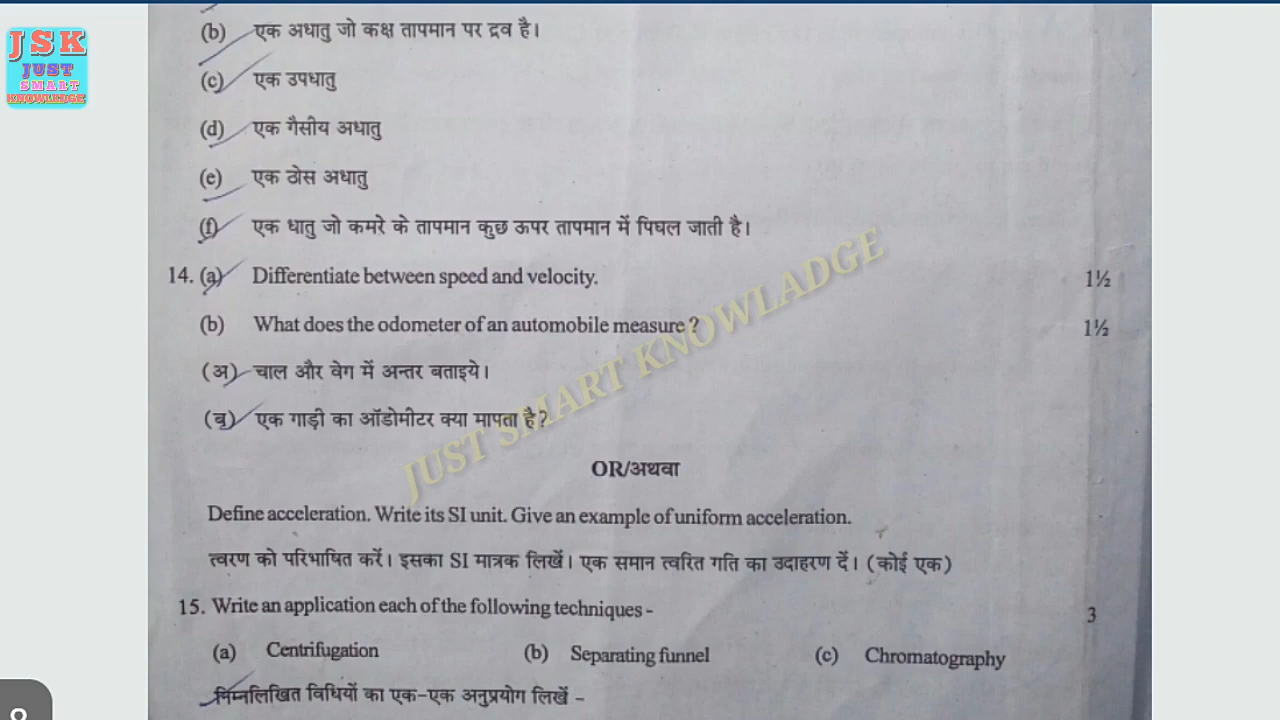 J S K
JUST
SMART
KNOWLADGE
(b) एक अधातु जो कक्ष तापमान पर द्रव है।
(c) एक उपधातु
(d) एक गैसीय अधातु
(e) एक ठोस अधातु
(f) एक धातु जो कमरे के तापमान कुछ ऊपर तापमान में पिघल जाती है।
14. (a) Differentiate between speed and velocity. 1½
(b) What does the odometer of an automobile measure ? 1½
(अ) चाल और वेग में अन्तर बताइये।
(ब) एक गाड़ी का ऑडोमीटर क्या मापता है?
JUST SMART KNOWLADGE
OR/अथवा
Define acceleration. Write its SI unit. Give an example of uniform acceleration.
त्वरण को परिभाषित करें। इसका SI मात्रक लिखें। एक समान त्वरित गति का उदाहरण दें। (कोई एक)
15. Write an application each of the following techniques - 3
(a) Centrifugation (b) Separating funnel (c) Chromatography
निम्नलिखित विधियों का एक-एक अनुप्रयोग लिखें -